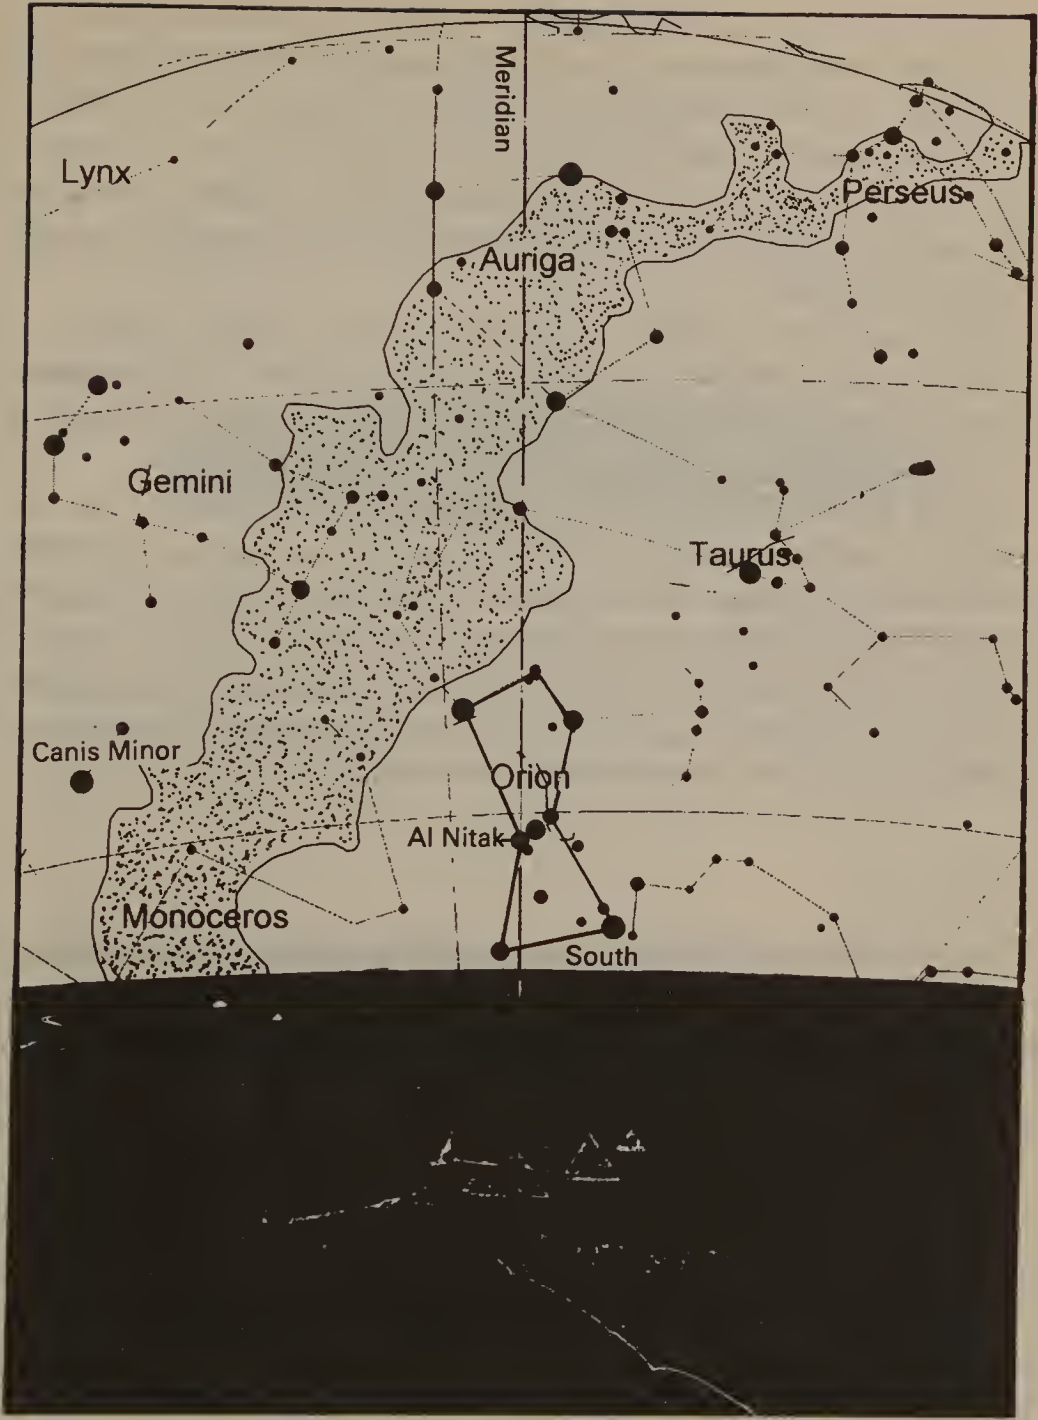 Meridian
Lynx
Perseus
Auriga
Gemini
Taurus
Canis Minor
Orion
Al Nitak
Monoceros
South